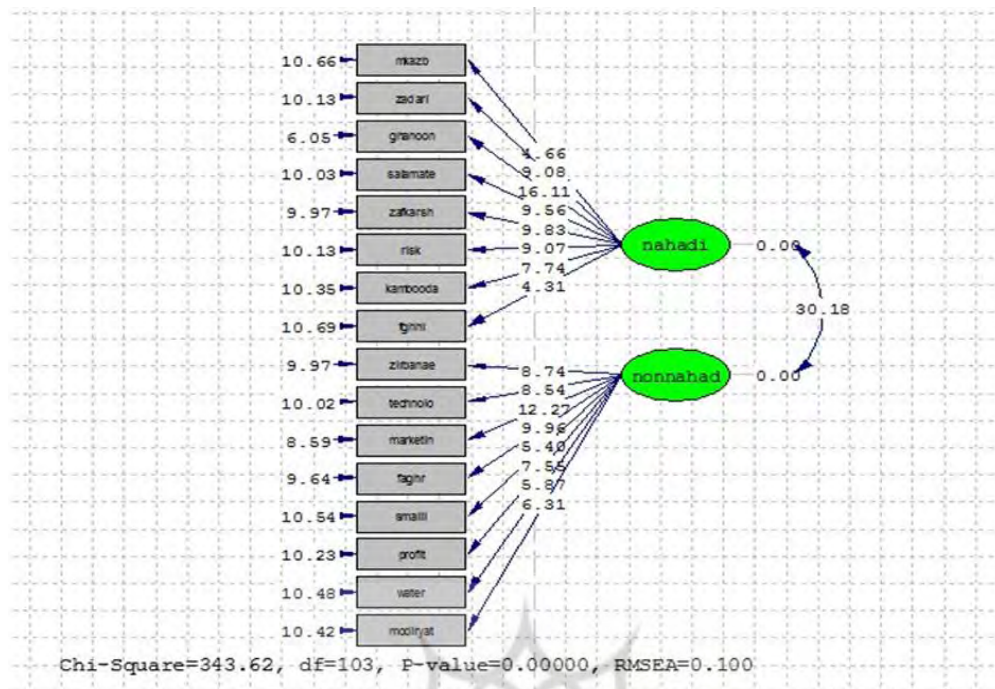 10.66 mkazb
10.13 zadari
6.05 ghanoon
10.03 salamate
9.97 zafkarsh
10.13 risk
10.35 kambooda
10.69
9.97 zirbanae
10.02 technolo
8.59 marketin
9.64 faghr
10.54 smalll
10.23 profit
10.48 water
10.42 modiryat
4.66
9.08
16.11
9.56
9.83
9.07
7.74
4.31
8.74
8.54
12.27
9.96
5.40
7.55
5.87
6.31
nahadi 0.00
30.18
nonnahad 0.00
Chi-Square=343.62, df=103, P-value=0.00000, RMSEA=0.100